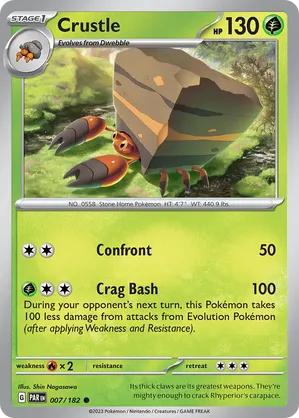 STAGE 1
Crustle
HP 130
Evolves from Dwebble
NO. 0558 Stone Home Pokémon HT: 4'7" WT: 440.9 lbs.
Confront 50
Crag Bash 100
During your opponent's next turn, this Pokémon takes
100 less damage from attacks from Evolution Pokémon
(after applying Weakness and Resistance).
weakness ×2 resistance retreat
Illus. Shin Nagasawa
G PAR EN 007/182
Its thick claws are its greatest weapons. They're
mighty enough to crack Rhyperior's carapace.
©2023 Pokémon / Nintendo / Creatures / GAME FREAK